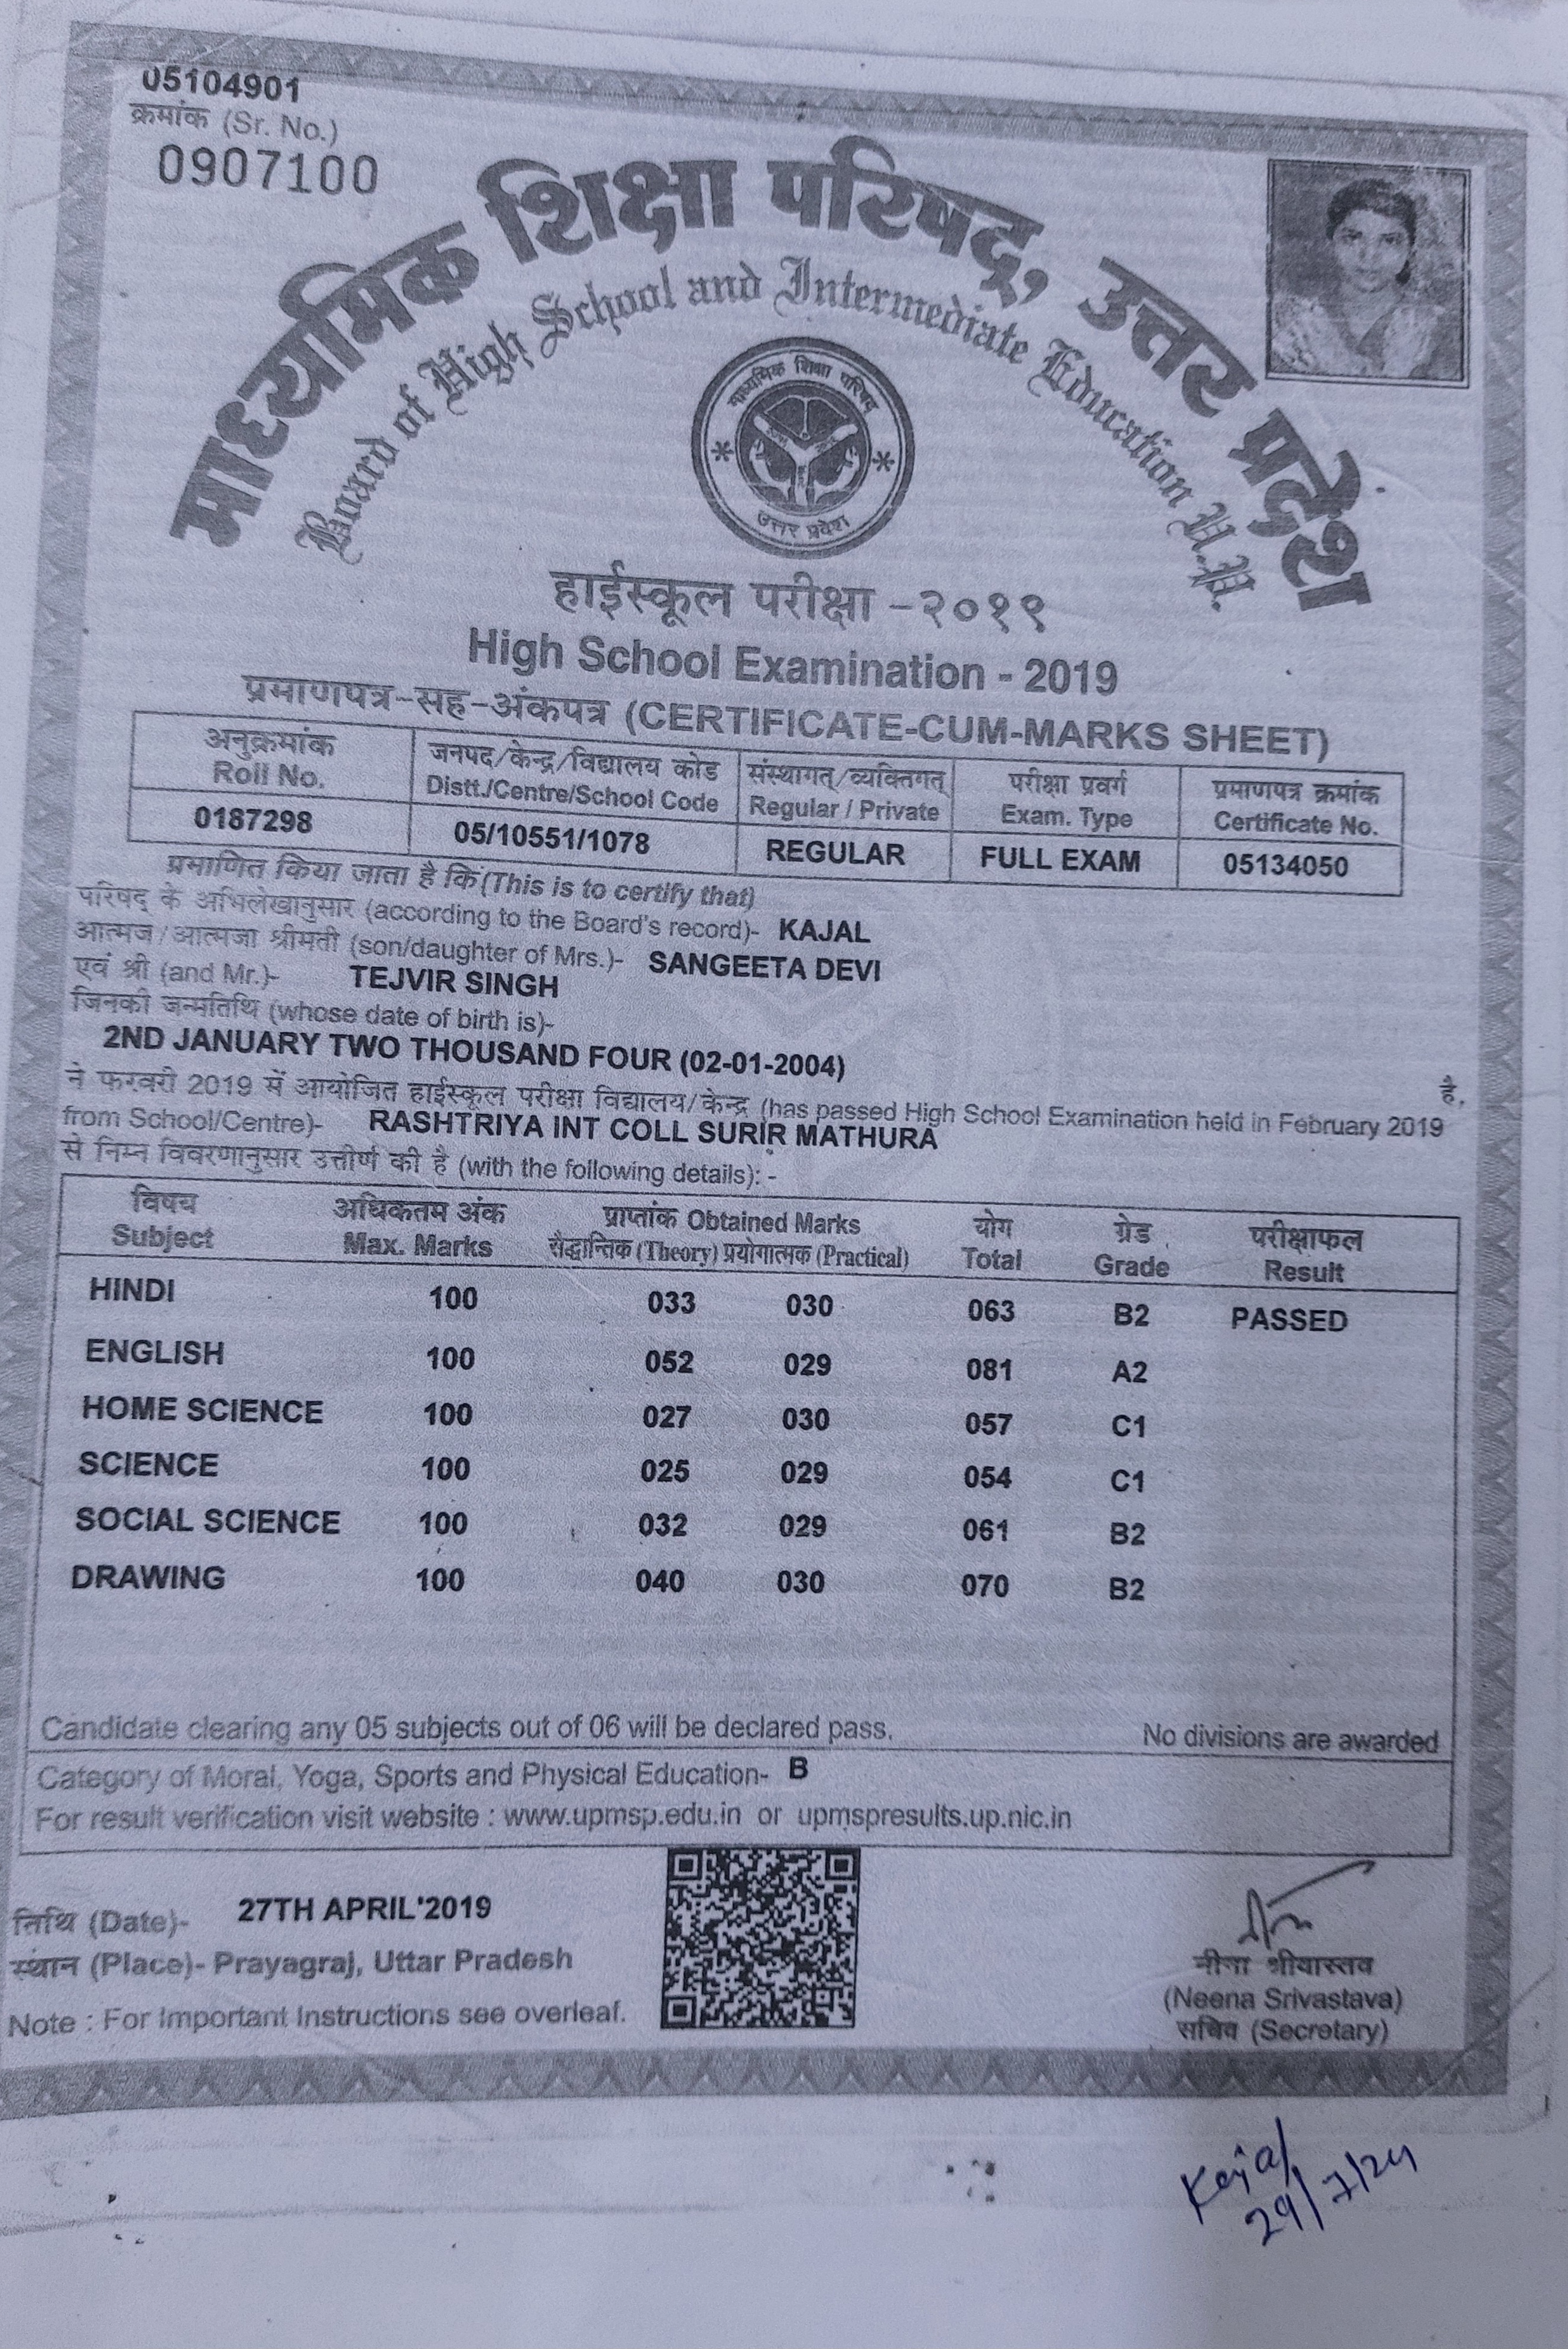 05104901
क्रमांक (Sr. No.)
0907100
माध्यमिक शिक्षा परिषद्, उत्तर प्रदेश
Board of High School and Intermediate Education U.P.
माध्यमिक शिक्षा परिषद
उत्तर प्रदेश
हाईस्कूल परीक्षा -२०१९
High School Examination - 2019
प्रमाणपत्र-सह-अंकपत्र (CERTIFICATE-CUM-MARKS SHEET)
अनुक्रमांक जनपद/केन्द्र/विद्यालय कोड संस्थागत्/व्यक्तिगत् परीक्षा प्रवर्ग प्रमाणपत्र क्रमांक
Roll No. Distt./Centre/School Code Regular / Private Exam. Type Certificate No.
0187298 05/10551/1078 REGULAR FULL EXAM 05134050
प्रमाणित किया जाता है कि (This is to certify that)
परिषद् के अभिलेखानुसार (according to the Board's record)- KAJAL
आत्मज/आत्मजा श्रीमती (son/daughter of Mrs.)- SANGEETA DEVI
एवं श्री (and Mr.)- TEJVIR SINGH
जिनकी जन्मतिथि (whose date of birth is)-
2ND JANUARY TWO THOUSAND FOUR (02-01-2004)
है,
ने फरवरी 2019 में आयोजित हाईस्कूल परीक्षा विद्यालय/केन्द्र (has passed High School Examination held in February 2019
from School/Centre)- RASHTRIYA INT COLL SURIR MATHURA
से निम्न विवरणानुसार उत्तीर्ण की है (with the following details): -
विषय अधिकतम अंक प्राप्तांक Obtained Marks योग ग्रेड परीक्षाफल
Subject Max. Marks सैद्धान्तिक (Theory) प्रयोगात्मक (Practical) Total Grade Result
HINDI 100 033 030 063 B2 PASSED
ENGLISH 100 052 029 081 A2
HOME SCIENCE 100 027 030 057 C1
SCIENCE 100 025 029 054 C1
SOCIAL SCIENCE 100 032 029 061 B2
DRAWING 100 040 030 070 B2
Candidate clearing any 05 subjects out of 06 will be declared pass. No divisions are awarded
Category of Moral, Yoga, Sports and Physical Education- B
For result verification visit website : www.upmsp.edu.in or upmspresults.up.nic.in
तिथि (Date)- 27TH APRIL'2019
स्थान (Place)- Prayagraj, Uttar Pradesh
Note : For Important Instructions see overleaf.
नीना श्रीवास्तव
(Neena Srivastava)
सचिव (Secretary)
Kajal
29/7/24